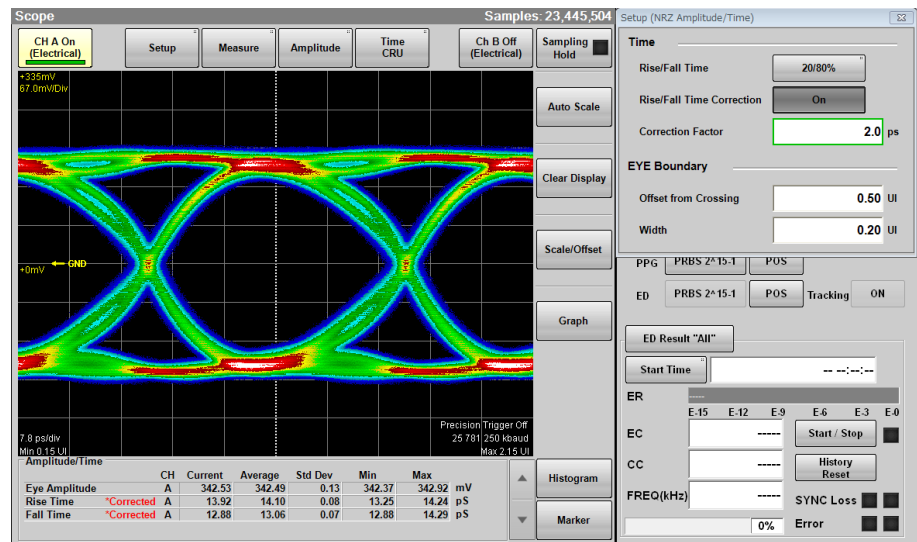 Scope
Samples: 23,445,504
CH A On
(Electrical)
Setup
Measure
Amplitude
Time
CRU
Ch B Off
(Electrical)
Sampling
Hold
+335mV
67.0mV/Div
+0mV
GND
Precision Trigger Off
7.8 ps/div
25 781 250 kbaud
Min 0.15 UI
Max 2.15 UI
Auto Scale
Clear Display
Scale/Offset
Graph
Amplitude/Time
CH Current Average Std Dev Min Max
Eye Amplitude A 342.53 342.49 0.13 342.37 342.92 mV
Rise Time *Corrected A 13.92 14.10 0.08 13.25 14.24 pS
Fall Time *Corrected A 12.88 13.06 0.07 12.88 14.29 pS
Histogram
Marker
Setup (NRZ Amplitude/Time)
Time
Rise/Fall Time 20/80%
Rise/Fall Time Correction On
Correction Factor 2.0 ps
EYE Boundary
Offset from Crossing 0.50 UI
Width 0.20 UI
PPG PRBS 2^15-1 POS
ED PRBS 2^15-1 POS Tracking ON
ED Result "All"
Start Time -- --:--:--
ER -----
E-15 E-12 E-9 E-6 E-3 E-0
EC ----- Start / Stop
CC ----- History
Reset
FREQ(kHz) ----- SYNC Loss
0% Error